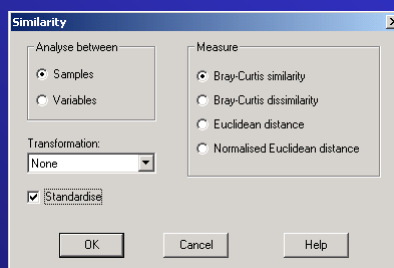 Similarity
Analyse between
Samples
Variables
Transformation:
None
Standardise
Measure
Bray-Curtis similarity
Bray-Curtis dissimilarity
Euclidean distance
Normalised Euclidean distance
OK
Cancel
Help